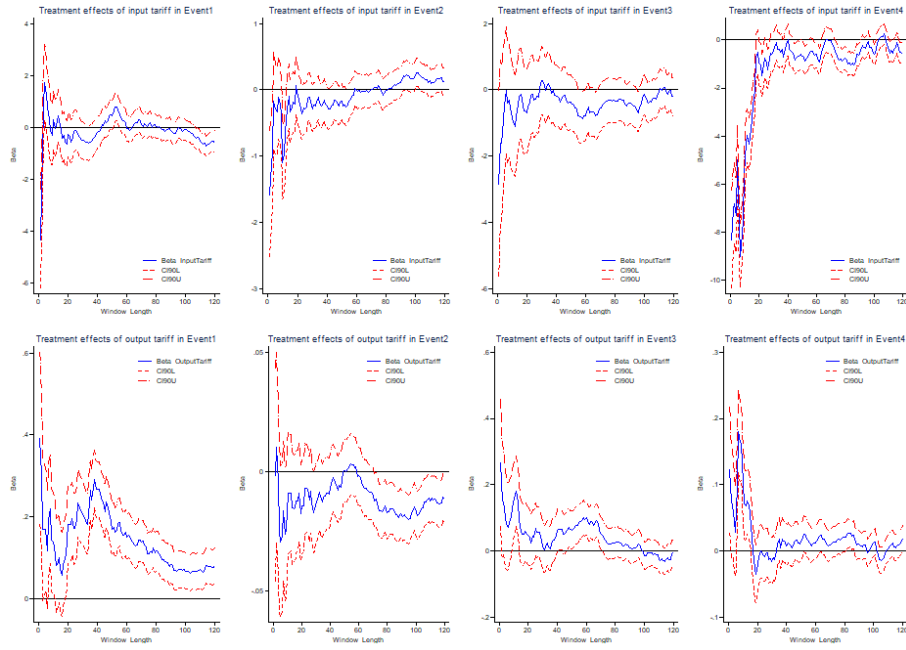 Treatment effects of input tariff in Event1
Beta
4
2
0
-2
-4
-6
0 20 40 60 80 100 120
Window Length
Beta InputTariff
CI90L
CI90U
Treatment effects of input tariff in Event2
Beta
1
0
-1
-2
-3
0 20 40 60 80 100 120
Window Length
Beta InputTariff
CI90L
CI90U
Treatment effects of input tariff in Event3
Beta
2
0
-2
-4
-6
0 20 40 60 80 100 120
Window Length
Beta InputTariff
CI90L
CI90U
Treatment effects of input tariff in Event4
Beta
0
-2
-4
-6
-8
-10
0 20 40 60 80 100 120
Window Length
Beta InputTariff
CI90L
CI90U
Treatment effects of output tariff in Event1
Beta
.6
.4
.2
0
0 20 40 60 80 100 120
Window Length
Beta OutputTariff
CI90L
CI90U
Treatment effects of output tariff in Event2
Beta
.05
0
-.05
0 20 40 60 80 100 120
Window Length
Beta OutputTariff
CI90L
CI90U
Treatment effects of output tariff in Event3
Beta
.6
.4
.2
0
-.2
0 20 40 60 80 100 120
Window Length
Beta OutputTariff
CI90L
CI90U
Treatment effects of output tariff in Event4
Beta
.3
.2
.1
0
-.1
0 20 40 60 80 100 120
Window Length
Beta OutputTariff
CI90L
CI90U